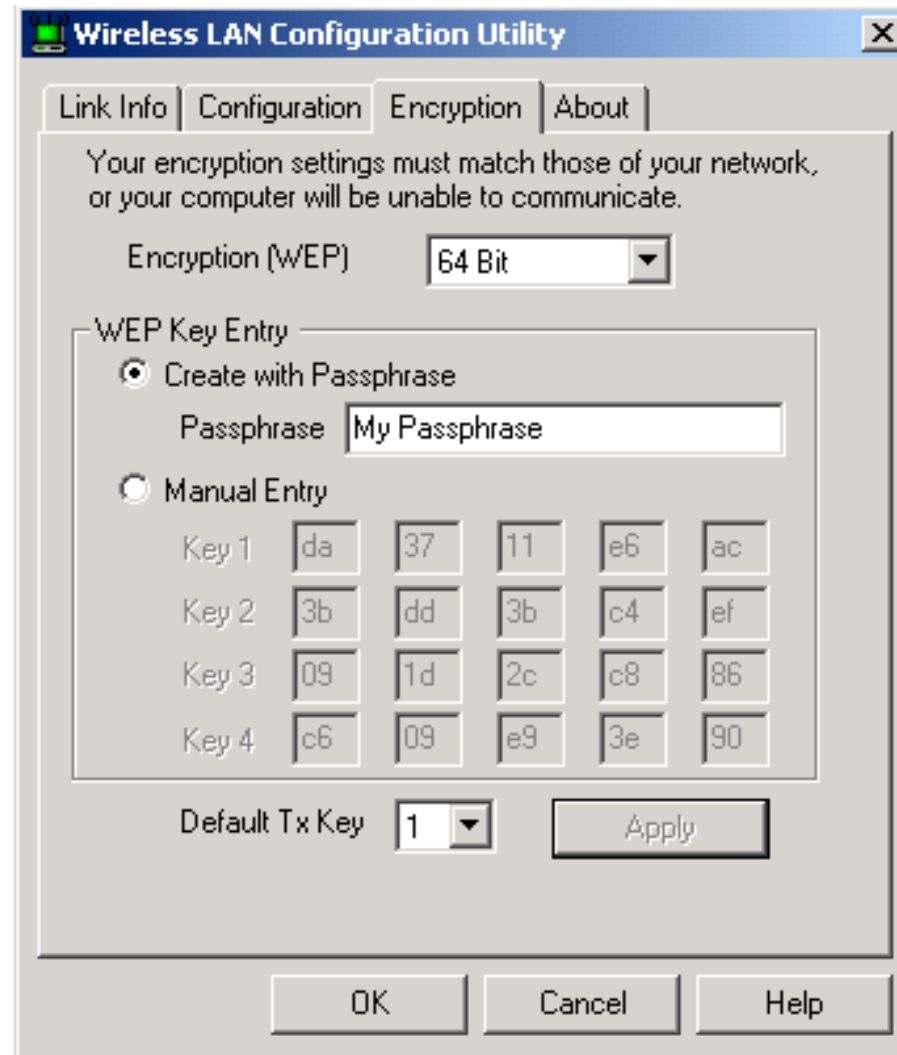 Wireless LAN Configuration Utility
Link Info Configuration Encryption About
Your encryption settings must match those of your network,
or your computer will be unable to communicate.
Encryption (WEP) 64 Bit
WEP Key Entry
Create with Passphrase
Passphrase My Passphrase
Manual Entry
Key 1 da 37 11 e6 ac
Key 2 3b dd 3b c4 ef
Key 3 09 1d 2c c8 86
Key 4 c6 09 e9 3e 90
Default Tx Key 1 Apply
OK Cancel Help